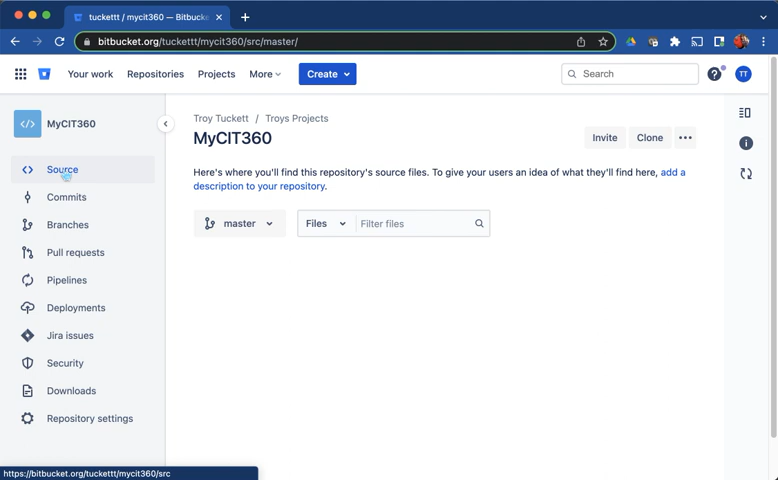 tuckettt / mycit360 — Bitbucke
bitbucket.org/tuckettt/mycit360/src/master/
Your work Repositories Projects More Create Search ? TT
MyCIT360
Source
Commits
Branches
Pull requests
Pipelines
Deployments
Jira issues
Security
Downloads
Repository settings
Troy Tuckett / Troys Projects
MyCIT360
Invite Clone
Here's where you'll find this repository's source files. To give your users an idea of what they'll find here, add a
description to your repository.
master Files Filter files
https://bitbucket.org/tuckettt/mycit360/src